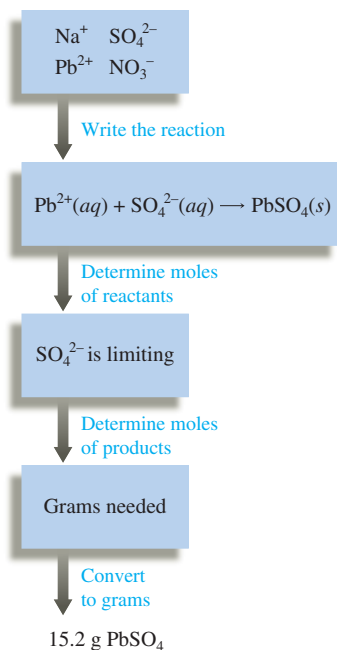 Na⁺ SO₄²⁻
Pb²⁺ NO₃⁻
Write the reaction
Pb²⁺(aq) + SO₄²⁻(aq) ⟶ PbSO₄(s)
Determine moles
of reactants
SO₄²⁻ is limiting
Determine moles
of products
Grams needed
Convert
to grams
15.2 g PbSO₄